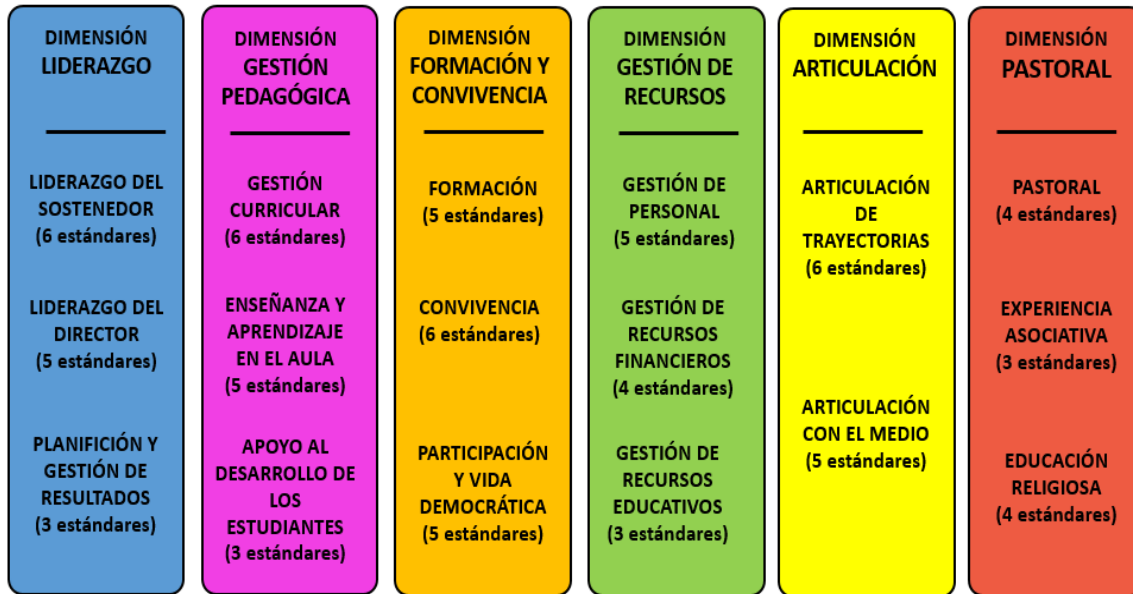 DIMENSIÓN
LIDERAZGO
LIDERAZGO DEL
SOSTENEDOR
(6 estándares)
LIDERAZGO DEL
DIRECTOR
(5 estándares)
PLANIFICIÓN Y
GESTIÓN DE
RESULTADOS
(3 estándares)
DIMENSIÓN
GESTIÓN
PEDAGÓGICA
GESTIÓN
CURRICULAR
(6 estándares)
ENSEÑANZA Y
APRENDIZAJE
EN EL AULA
(5 estándares)
APOYO AL
DESARROLLO DE
LOS
ESTUDIANTES
(3 estándares)
DIMENSIÓN
FORMACIÓN Y
CONVIVENCIA
FORMACIÓN
(5 estándares)
CONVIVENCIA
(6 estándares)
PARTICIPACIÓN
Y VIDA
DEMOCRÁTICA
(5 estándares)
DIMENSIÓN
GESTIÓN DE
RECURSOS
GESTIÓN DE
PERSONAL
(5 estándares)
GESTIÓN DE
RECURSOS
FINANCIEROS
(4 estándares)
GESTIÓN DE
RECURSOS
EDUCATIVOS
(3 estándares)
DIMENSIÓN
ARTICULACIÓN
ARTICULACIÓN
DE
TRAYECTORIAS
(6 estándares)
ARTICULACIÓN
CON EL MEDIO
(5 estándares)
DIMENSIÓN
PASTORAL
PASTORAL
(4 estándares)
EXPERIENCIA
ASOCIATIVA
(3 estándares)
EDUCACIÓN
RELIGIOSA
(4 estándares)